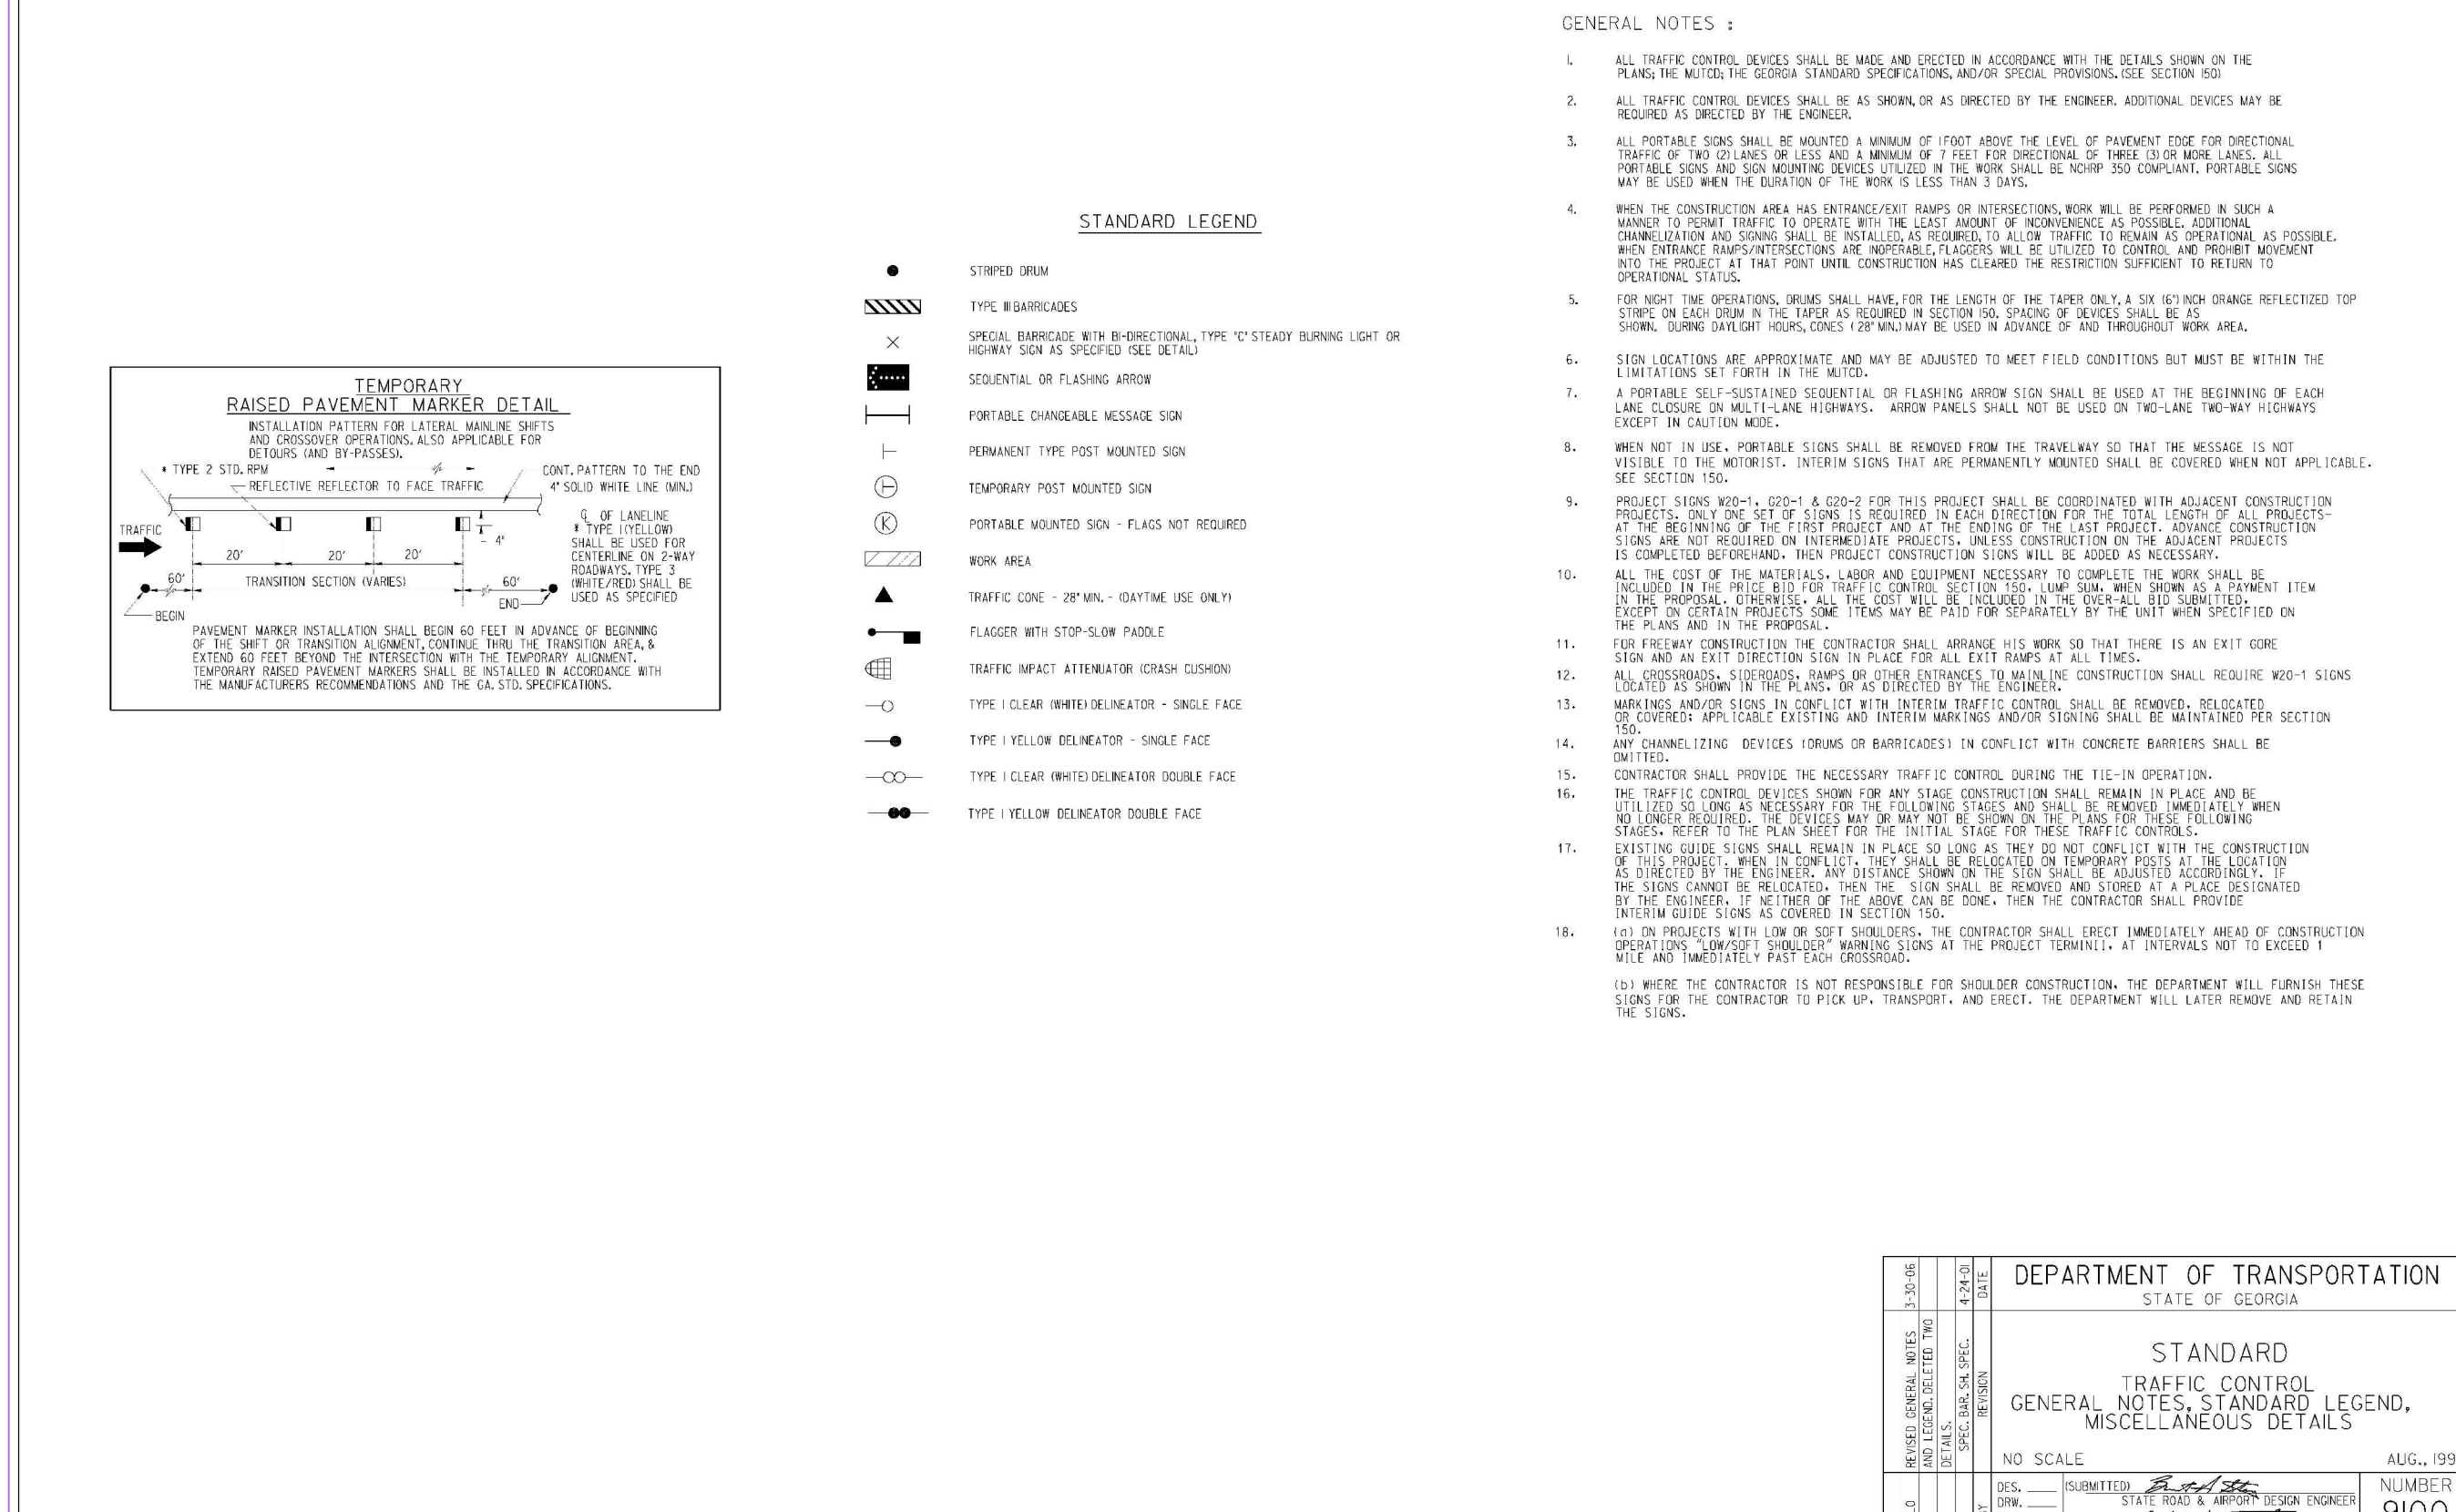 TEMPORARY
RAISED PAVEMENT MARKER DETAIL
INSTALLATION PATTERN FOR LATERAL MAINLINE SHIFTS
AND CROSSOVER OPERATIONS. ALSO APPLICABLE FOR
DETOURS (AND BY-PASSES).
* TYPE 2 STD. RPM
REFLECTIVE REFLECTOR TO FACE TRAFFIC
CONT. PATTERN TO THE END
4" SOLID WHITE LINE (MIN.)
TRAFFIC
20'
20'
20'
4"
℄ OF LANELINE
* TYPE I (YELLOW)
SHALL BE USED FOR
CENTERLINE ON 2-WAY
ROADWAYS. TYPE 3
(WHITE/RED) SHALL BE
USED AS SPECIFIED
60'
TRANSITION SECTION (VARIES)
60'
BEGIN
END
PAVEMENT MARKER INSTALLATION SHALL BEGIN 60 FEET IN ADVANCE OF BEGINNING
OF THE SHIFT OR TRANSITION ALIGNMENT, CONTINUE THRU THE TRANSITION AREA, &
EXTEND 60 FEET BEYOND THE INTERSECTION WITH THE TEMPORARY ALIGNMENT.
TEMPORARY RAISED PAVEMENT MARKERS SHALL BE INSTALLED IN ACCORDANCE WITH
THE MANUFACTURERS RECOMMENDATIONS AND THE GA. STD. SPECIFICATIONS.
STANDARD LEGEND
STRIPED DRUM
TYPE III BARRICADES
SPECIAL BARRICADE WITH BI-DIRECTIONAL, TYPE "C" STEADY BURNING LIGHT OR
HIGHWAY SIGN AS SPECIFIED (SEE DETAIL)
SEQUENTIAL OR FLASHING ARROW
PORTABLE CHANGEABLE MESSAGE SIGN
PERMANENT TYPE POST MOUNTED SIGN
TEMPORARY POST MOUNTED SIGN
K PORTABLE MOUNTED SIGN - FLAGS NOT REQUIRED
WORK AREA
TRAFFIC CONE - 28" MIN. - (DAYTIME USE ONLY)
FLAGGER WITH STOP-SLOW PADDLE
TRAFFIC IMPACT ATTENUATOR (CRASH CUSHION)
TYPE I CLEAR (WHITE) DELINEATOR - SINGLE FACE
TYPE I YELLOW DELINEATOR - SINGLE FACE
TYPE I CLEAR (WHITE) DELINEATOR DOUBLE FACE
TYPE I YELLOW DELINEATOR DOUBLE FACE
GENERAL NOTES :
1. ALL TRAFFIC CONTROL DEVICES SHALL BE MADE AND ERECTED IN ACCORDANCE WITH THE DETAILS SHOWN ON THE
PLANS; THE MUTCD; THE GEORGIA STANDARD SPECIFICATIONS, AND/OR SPECIAL PROVISIONS. (SEE SECTION 150)
2. ALL TRAFFIC CONTROL DEVICES SHALL BE AS SHOWN, OR AS DIRECTED BY THE ENGINEER. ADDITIONAL DEVICES MAY BE
REQUIRED AS DIRECTED BY THE ENGINEER.
3. ALL PORTABLE SIGNS SHALL BE MOUNTED A MINIMUM OF 1 FOOT ABOVE THE LEVEL OF PAVEMENT EDGE FOR DIRECTIONAL
TRAFFIC OF TWO (2) LANES OR LESS AND A MINIMUM OF 7 FEET FOR DIRECTIONAL OF THREE (3) OR MORE LANES. ALL
PORTABLE SIGNS AND SIGN MOUNTING DEVICES UTILIZED IN THE WORK SHALL BE NCHRP 350 COMPLIANT. PORTABLE SIGNS
MAY BE USED WHEN THE DURATION OF THE WORK IS LESS THAN 3 DAYS.
4. WHEN THE CONSTRUCTION AREA HAS ENTRANCE/EXIT RAMPS OR INTERSECTIONS, WORK WILL BE PERFORMED IN SUCH A
MANNER TO PERMIT TRAFFIC TO OPERATE WITH THE LEAST AMOUNT OF INCONVENIENCE AS POSSIBLE. ADDITIONAL
CHANNELIZATION AND SIGNING SHALL BE INSTALLED, AS REQUIRED, TO ALLOW TRAFFIC TO REMAIN AS OPERATIONAL AS POSSIBLE.
WHEN ENTRANCE RAMPS/INTERSECTIONS ARE INOPERABLE, FLAGGERS WILL BE UTILIZED TO CONTROL AND PROHIBIT MOVEMENT
INTO THE PROJECT AT THAT POINT UNTIL CONSTRUCTION HAS CLEARED THE RESTRICTION SUFFICIENT TO RETURN TO
OPERATIONAL STATUS.
5. FOR NIGHT TIME OPERATIONS, DRUMS SHALL HAVE, FOR THE LENGTH OF THE TAPER ONLY, A SIX (6") INCH ORANGE REFLECTIZED TOP
STRIPE ON EACH DRUM IN THE TAPER AS REQUIRED IN SECTION 150. SPACING OF DEVICES SHALL BE AS
SHOWN. DURING DAYLIGHT HOURS, CONES ( 28" MIN.) MAY BE USED IN ADVANCE OF AND THROUGHOUT WORK AREA.
6. SIGN LOCATIONS ARE APPROXIMATE AND MAY BE ADJUSTED TO MEET FIELD CONDITIONS BUT MUST BE WITHIN THE
LIMITATIONS SET FORTH IN THE MUTCD.
7. A PORTABLE SELF-SUSTAINED SEQUENTIAL OR FLASHING ARROW SIGN SHALL BE USED AT THE BEGINNING OF EACH
LANE CLOSURE ON MULTI-LANE HIGHWAYS. ARROW PANELS SHALL NOT BE USED ON TWO-LANE TWO-WAY HIGHWAYS
EXCEPT IN CAUTION MODE.
8. WHEN NOT IN USE, PORTABLE SIGNS SHALL BE REMOVED FROM THE TRAVELWAY SO THAT THE MESSAGE IS NOT
VISIBLE TO THE MOTORIST. INTERIM SIGNS THAT ARE PERMANENTLY MOUNTED SHALL BE COVERED WHEN NOT APPLICABLE.
SEE SECTION 150.
9. PROJECT SIGNS W20-1, G20-1 & G20-2 FOR THIS PROJECT SHALL BE COORDINATED WITH ADJACENT CONSTRUCTION
PROJECTS. ONLY ONE SET OF SIGNS IS REQUIRED IN EACH DIRECTION FOR THE TOTAL LENGTH OF ALL PROJECTS-
AT THE BEGINNING OF THE FIRST PROJECT AND AT THE ENDING OF THE LAST PROJECT. ADVANCE CONSTRUCTION
SIGNS ARE NOT REQUIRED ON INTERMEDIATE PROJECTS, UNLESS CONSTRUCTION ON THE ADJACENT PROJECTS
IS COMPLETED BEFOREHAND, THEN PROJECT CONSTRUCTION SIGNS WILL BE ADDED AS NECESSARY.
10. ALL THE COST OF THE MATERIALS, LABOR AND EQUIPMENT NECESSARY TO COMPLETE THE WORK SHALL BE
INCLUDED IN THE PRICE BID FOR TRAFFIC CONTROL SECTION 150, LUMP SUM, WHEN SHOWN AS A PAYMENT ITEM
IN THE PROPOSAL. OTHERWISE, ALL THE COST WILL BE INCLUDED IN THE OVER-ALL BID SUBMITTED,
EXCEPT ON CERTAIN PROJECTS SOME ITEMS MAY BE PAID FOR SEPARATELY BY THE UNIT WHEN SPECIFIED ON
THE PLANS AND IN THE PROPOSAL.
11. FOR FREEWAY CONSTRUCTION THE CONTRACTOR SHALL ARRANGE HIS WORK SO THAT THERE IS AN EXIT GORE
SIGN AND AN EXIT DIRECTION SIGN IN PLACE FOR ALL EXIT RAMPS AT ALL TIMES.
12. ALL CROSSROADS, SIDEROADS, RAMPS OR OTHER ENTRANCES TO MAINLINE CONSTRUCTION SHALL REQUIRE W20-1 SIGNS
LOCATED AS SHOWN IN THE PLANS, OR AS DIRECTED BY THE ENGINEER.
13. MARKINGS AND/OR SIGNS IN CONFLICT WITH INTERIM TRAFFIC CONTROL SHALL BE REMOVED, RELOCATED
OR COVERED; APPLICABLE EXISTING AND INTERIM MARKINGS AND/OR SIGNING SHALL BE MAINTAINED PER SECTION
150.
14. ANY CHANNELIZING DEVICES (DRUMS OR BARRICADES) IN CONFLICT WITH CONCRETE BARRIERS SHALL BE
OMITTED.
15. CONTRACTOR SHALL PROVIDE THE NECESSARY TRAFFIC CONTROL DURING THE TIE-IN OPERATION.
16. THE TRAFFIC CONTROL DEVICES SHOWN FOR ANY STAGE CONSTRUCTION SHALL REMAIN IN PLACE AND BE
UTILIZED SO LONG AS NECESSARY FOR THE FOLLOWING STAGES AND SHALL BE REMOVED IMMEDIATELY WHEN
NO LONGER REQUIRED. THE DEVICES MAY OR MAY NOT BE SHOWN ON THE PLANS FOR THESE FOLLOWING
STAGES, REFER TO THE PLAN SHEET FOR THE INITIAL STAGE FOR THESE TRAFFIC CONTROLS.
17. EXISTING GUIDE SIGNS SHALL REMAIN IN PLACE SO LONG AS THEY DO NOT CONFLICT WITH THE CONSTRUCTION
OF THIS PROJECT. WHEN IN CONFLICT, THEY SHALL BE RELOCATED ON TEMPORARY POSTS AT THE LOCATION
AS DIRECTED BY THE ENGINEER. ANY DISTANCE SHOWN ON THE SIGN SHALL BE ADJUSTED ACCORDINGLY. IF
THE SIGNS CANNOT BE RELOCATED, THEN THE SIGN SHALL BE REMOVED AND STORED AT A PLACE DESIGNATED
BY THE ENGINEER. IF NEITHER OF THE ABOVE CAN BE DONE, THEN THE CONTRACTOR SHALL PROVIDE
INTERIM GUIDE SIGNS AS COVERED IN SECTION 150.
18. (a) ON PROJECTS WITH LOW OR SOFT SHOULDERS, THE CONTRACTOR SHALL ERECT IMMEDIATELY AHEAD OF CONSTRUCTION
OPERATIONS "LOW/SOFT SHOULDER" WARNING SIGNS AT THE PROJECT TERMINII, AT INTERVALS NOT TO EXCEED 1
MILE AND IMMEDIATELY PAST EACH CROSSROAD.
(b) WHERE THE CONTRACTOR IS NOT RESPONSIBLE FOR SHOULDER CONSTRUCTION, THE DEPARTMENT WILL FURNISH THESE
SIGNS FOR THE CONTRACTOR TO PICK UP, TRANSPORT, AND ERECT. THE DEPARTMENT WILL LATER REMOVE AND RETAIN
THE SIGNS.
REVISED GENERAL NOTES 3-30-06
AND LEGEND. DELETED TWO
DETAILS.
SPEC. BAR. SH. SPEC. 4-24-01
REVISION DATE
DEPARTMENT OF TRANSPORTATION
STATE OF GEORGIA
STANDARD
TRAFFIC CONTROL
GENERAL NOTES, STANDARD LEGEND,
MISCELLANEOUS DETAILS
NO SCALE
AUG., 199
DES.
DRW.
(SUBMITTED)
STATE ROAD & AIRPORT DESIGN ENGINEER
NUMBER
9100